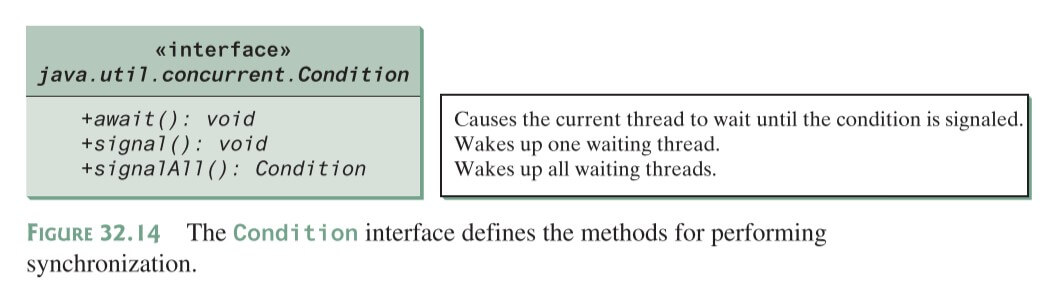 «interface»
java.util.concurrent.Condition
+await(): void
+signal(): void
+signalAll(): Condition
Causes the current thread to wait until the condition is signaled.
Wakes up one waiting thread.
Wakes up all waiting threads.
FIGURE 32.14 The Condition interface defines the methods for performing
synchronization.